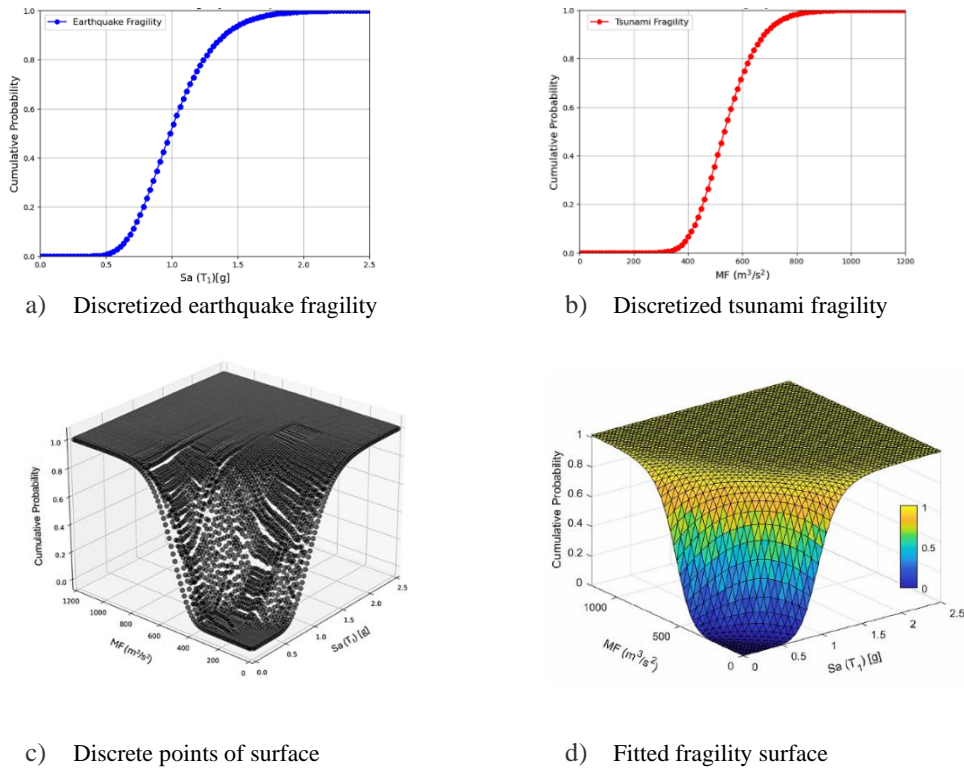 Earthquake Fragility
Cumulative Probability
1.0
0.8
0.6
0.4
0.2
0.0
0.0 0.5 1.0 1.5 2.0 2.5
Sa (T₁)[g]
a) Discretized earthquake fragility
Tsunami Fragility
Cumulative Probability
1.0
0.8
0.6
0.4
0.2
0.0
0 200 400 600 800 1000 1200
MF (m³/s²)
b) Discretized tsunami fragility
Cumulative Probability
1.0
0.8
0.6
0.4
0.2
0.0
1200
1000
800
600
400
200
0
MF(m³/s²)
0.0
0.5
1.0
1.5
2.0
2.5
Sa (T₁) [g]
c) Discrete points of surface
Cumulative Probability
1
0.8
0.6
0.4
0.2
0
1000
500
0
MF (m³/s²)
0
0.5
1
1.5
2
2.5
Sa (T₁) [g]
1
0.5
0
d) Fitted fragility surface